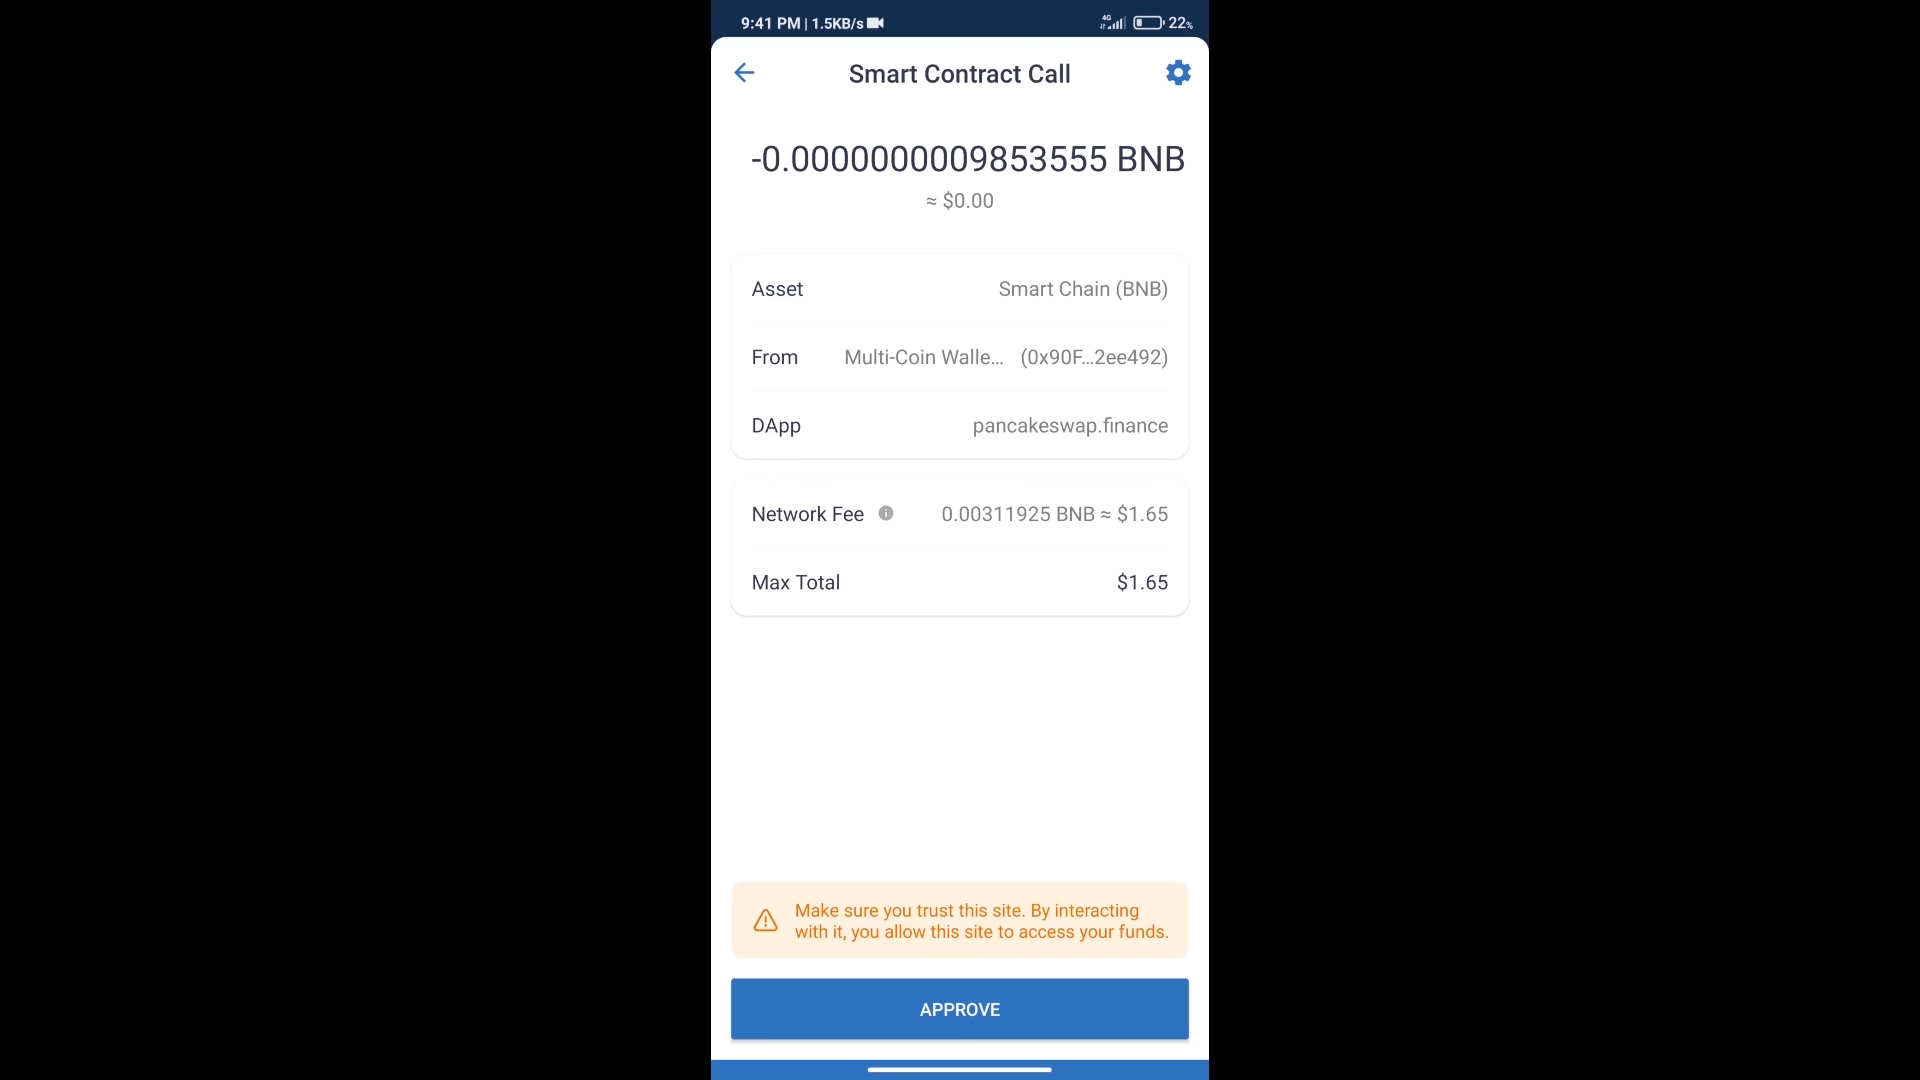 9:41 PM | 1.5KB/s 4G 22%
Smart Contract Call
-0.0000000009853555 BNB
≈ $0.00
Asset Smart Chain (BNB)
From Multi-Coin Walle... (0x90F...2ee492)
DApp pancakeswap.finance
Network Fee 0.00311925 BNB ≈ $1.65
Max Total $1.65
Make sure you trust this site. By interacting
with it, you allow this site to access your funds.
APPROVE